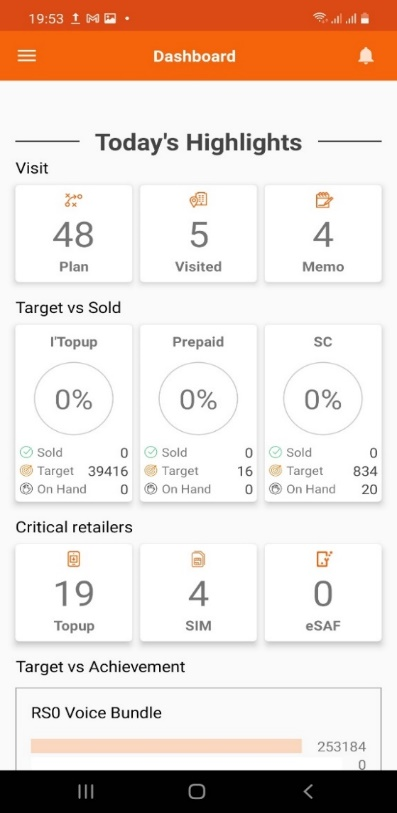 19:53
Dashboard
Today's Highlights
Visit
48 5 4
Plan Visited Memo
Target vs Sold
I'Topup Prepaid SC
0% 0% 0%
Sold 0 Sold 0 Sold 0
Target 39416 Target 16 Target 834
On Hand 0 On Hand 0 On Hand 20
Critical retailers
19 4 0
Topup SIM eSAF
Target vs Achievement
RS0 Voice Bundle
253184
0